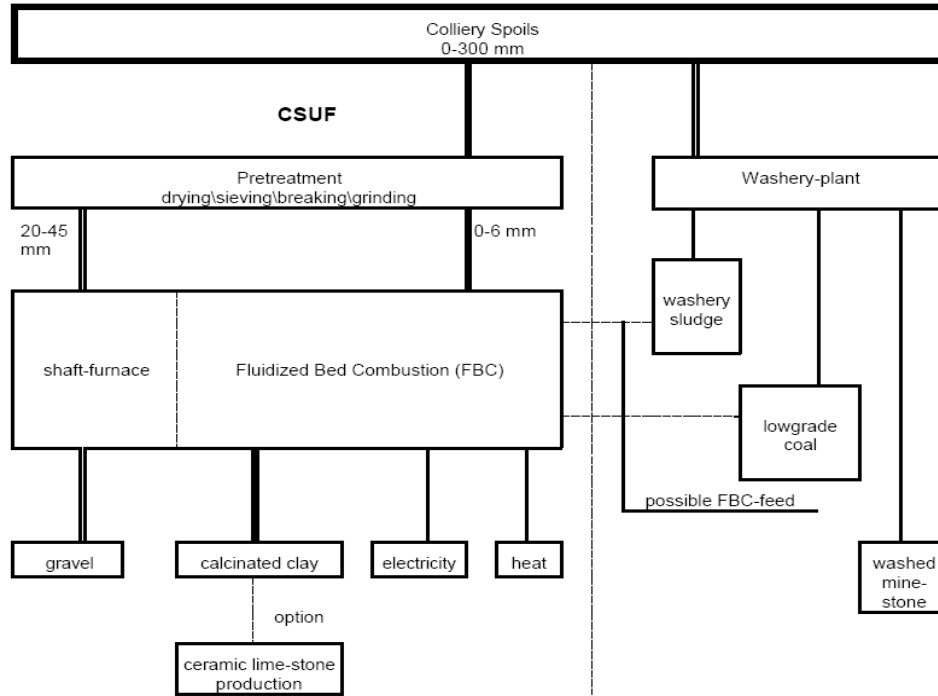 Colliery Spoils
0-300 mm
CSUF
Pretreatment
drying\sieving\breaking\grinding
Washery-plant
20-45
mm
0-6 mm
washery
sludge
shaft-furnace
Fluidized Bed Combustion (FBC)
lowgrade
coal
possible FBC-feed
gravel
calcinated clay
electricity
heat
washed
mine-
stone
option
ceramic lime-stone
production